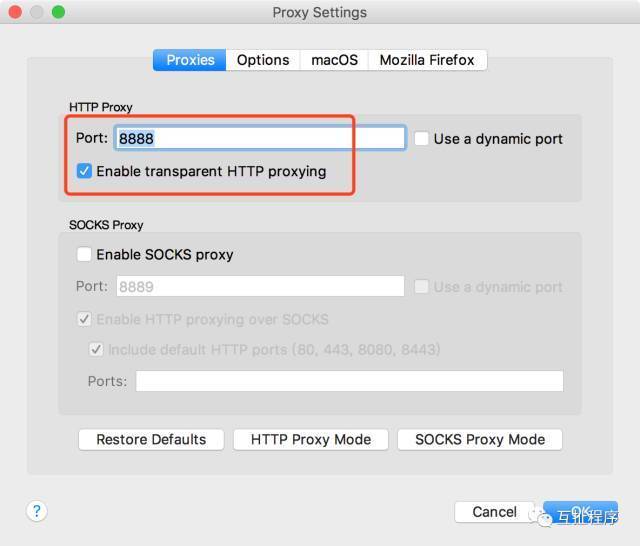 Proxy Settings
Proxies Options macOS Mozilla Firefox
HTTP Proxy
Port: 8888 Use a dynamic port
Enable transparent HTTP proxying
SOCKS Proxy
Enable SOCKS proxy
Port: 8889 Use a dynamic port
Enable HTTP proxying over SOCKS
Include default HTTP ports (80, 443, 8080, 8443)
Ports:
Restore Defaults HTTP Proxy Mode SOCKS Proxy Mode
? Cancel OK
互扯程序